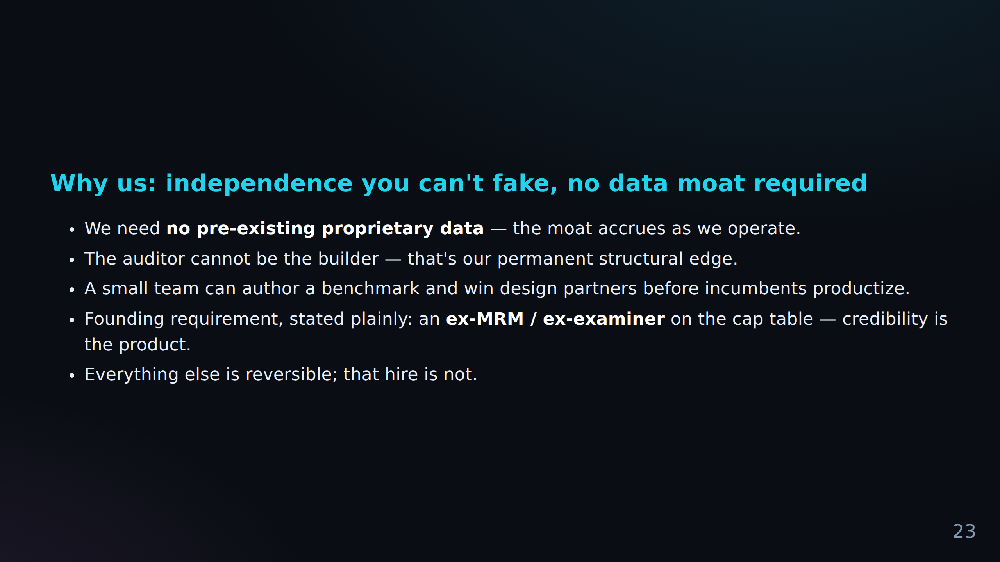 Why us: independence you can't fake, no data moat required
• We need no pre-existing proprietary data — the moat accrues as we operate.
• The auditor cannot be the builder — that's our permanent structural edge.
• A small team can author a benchmark and win design partners before incumbents productize.
• Founding requirement, stated plainly: an ex-MRM / ex-examiner on the cap table — credibility is
the product.
• Everything else is reversible; that hire is not.
23